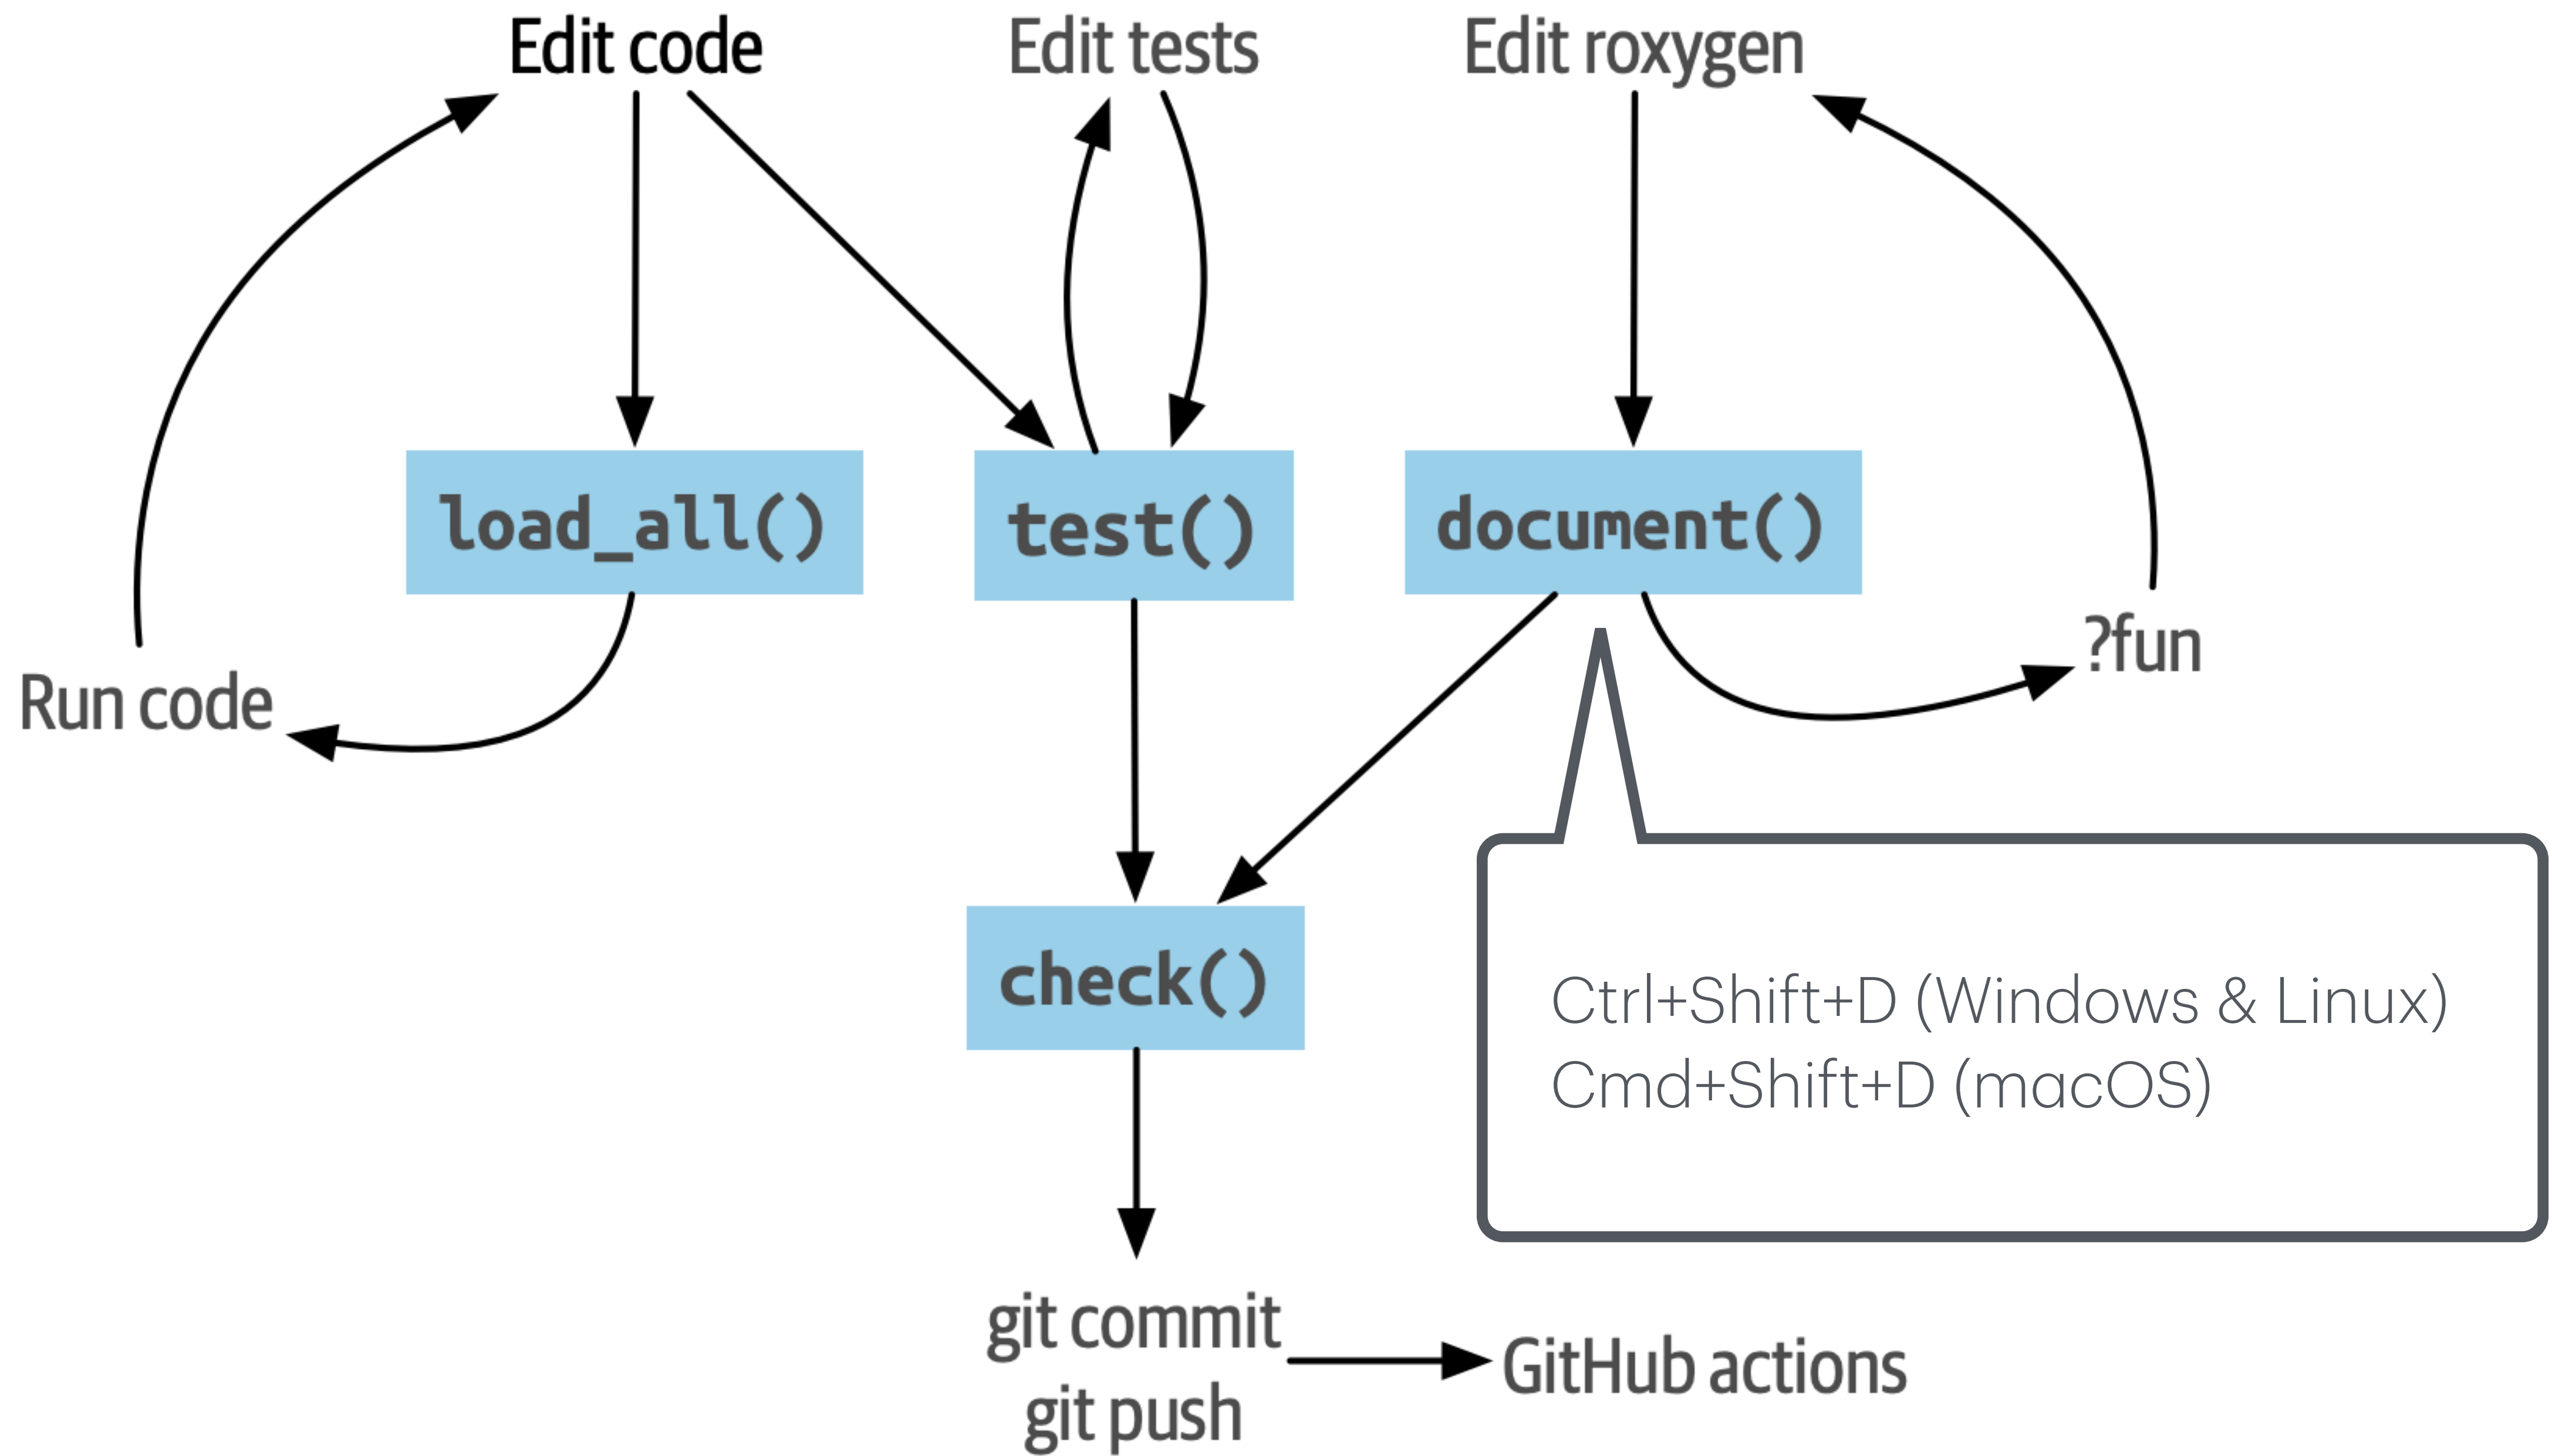 Edit code
Edit tests
Edit roxygen
load_all()
test()
document()
Run code
?fun
check()
Ctrl+Shift+D (Windows & Linux)
Cmd+Shift+D (macOS)
git commit
git push
GitHub actions